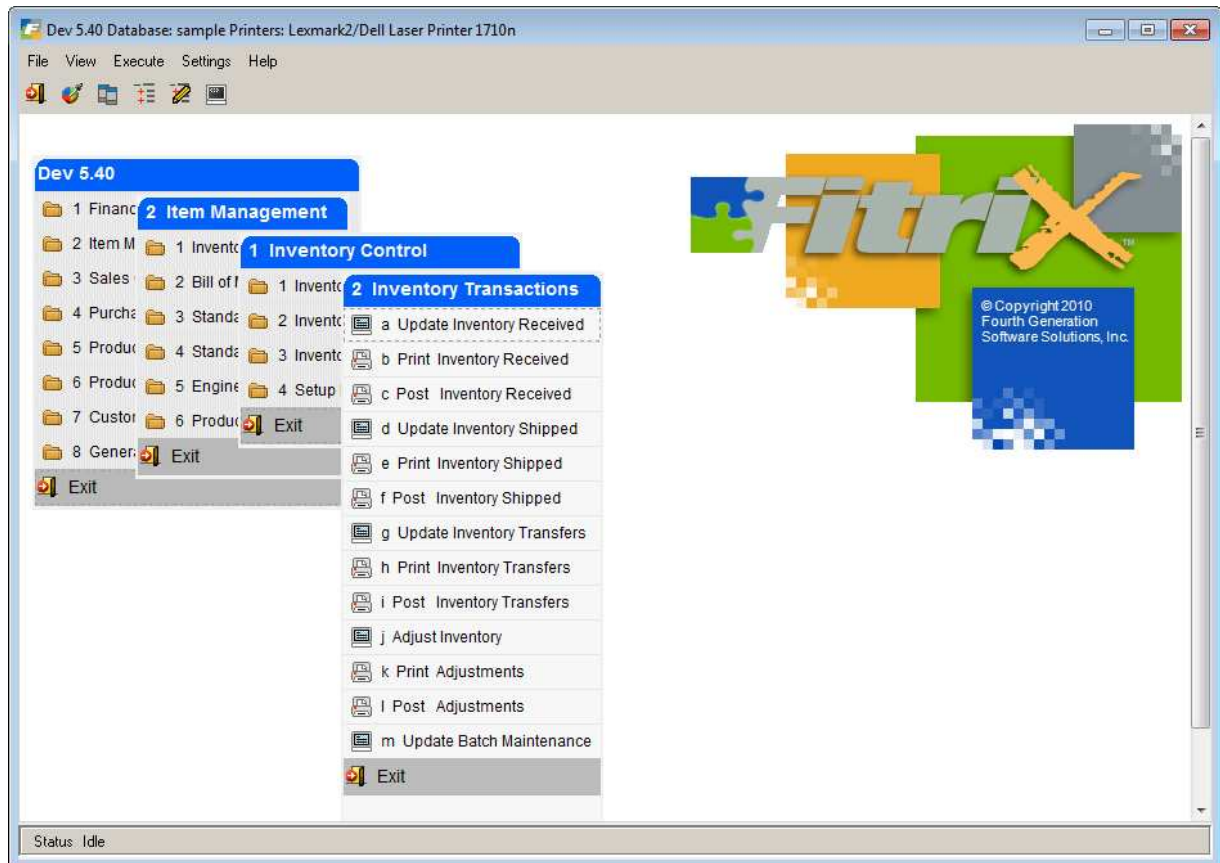 Dev 5.40 Database: sample Printers: Lexmark2/Dell Laser Printer 1710n
File View Execute Settings Help
Dev 5.40
1 Financ
2 Item M
3 Sales
4 Purcha
5 Produc
6 Produc
7 Custor
8 Genera
Exit
2 Item Management
1 Invento
2 Bill of M
3 Standa
4 Standa
5 Engine
6 Produc
Exit
1 Inventory Control
1 Invento
2 Invento
3 Invento
4 Setup
Exit
2 Inventory Transactions
a Update Inventory Received
b Print Inventory Received
c Post Inventory Received
d Update Inventory Shipped
e Print Inventory Shipped
f Post Inventory Shipped
g Update Inventory Transfers
h Print Inventory Transfers
i Post Inventory Transfers
j Adjust Inventory
k Print Adjustments
l Post Adjustments
m Update Batch Maintenance
Exit
FitriX
TM
© Copyright 2010
Fourth Generation
Software Solutions, Inc.
Status Idle